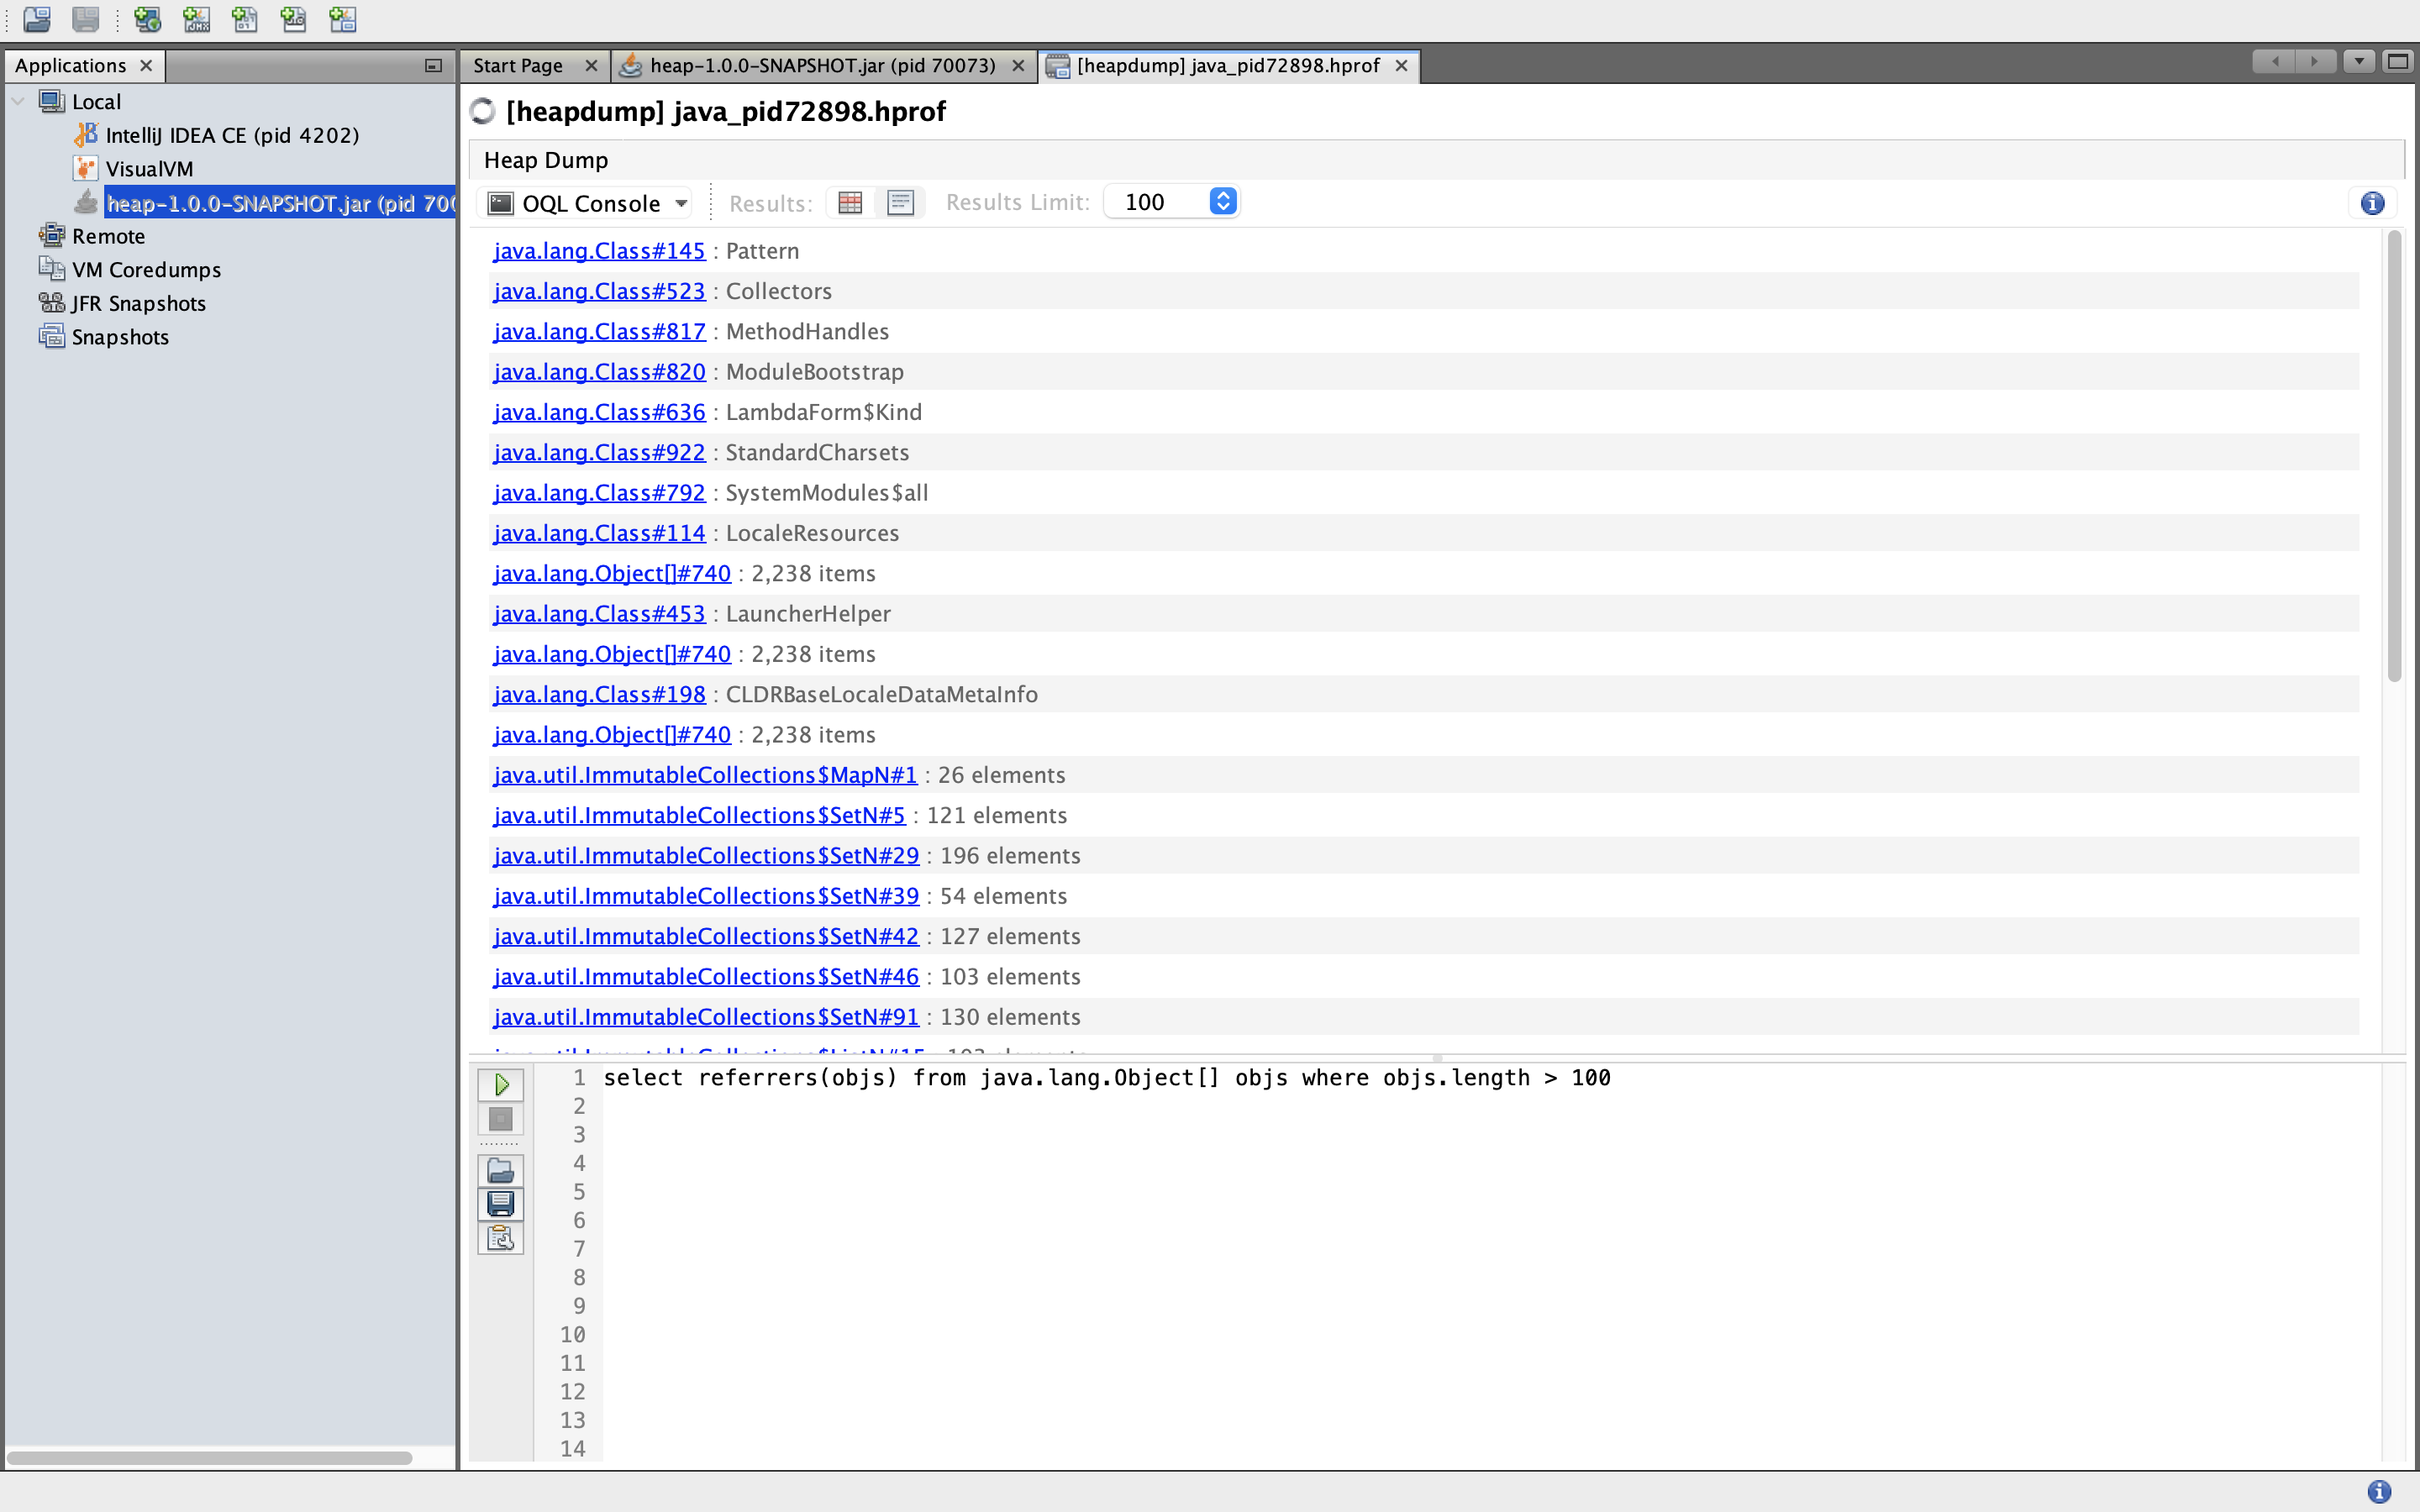 Applications
Start Page
heap-1.0.0-SNAPSHOT.jar (pid 70073)
[heapdump] java_pid72898.hprof
Local
IntelliJ IDEA CE (pid 4202)
VisualVM
heap-1.0.0-SNAPSHOT.jar (pid 700
Remote
VM Coredumps
JFR Snapshots
Snapshots
[heapdump] java_pid72898.hprof
Heap Dump
OQL Console
Results:
Results Limit: 100
java.lang.Class#145 : Pattern
java.lang.Class#523 : Collectors
java.lang.Class#817 : MethodHandles
java.lang.Class#820 : ModuleBootstrap
java.lang.Class#636 : LambdaForm$Kind
java.lang.Class#922 : StandardCharsets
java.lang.Class#792 : SystemModules$all
java.lang.Class#114 : LocaleResources
java.lang.Object[]#740 : 2,238 items
java.lang.Class#453 : LauncherHelper
java.lang.Object[]#740 : 2,238 items
java.lang.Class#198 : CLDRBaseLocaleDataMetaInfo
java.lang.Object[]#740 : 2,238 items
java.util.ImmutableCollections$MapN#1 : 26 elements
java.util.ImmutableCollections$SetN#5 : 121 elements
java.util.ImmutableCollections$SetN#29 : 196 elements
java.util.ImmutableCollections$SetN#39 : 54 elements
java.util.ImmutableCollections$SetN#42 : 127 elements
java.util.ImmutableCollections$SetN#46 : 103 elements
java.util.ImmutableCollections$SetN#91 : 130 elements
1 select referrers(objs) from java.lang.Object[] objs where objs.length > 100
2
3
4
5
6
7
8
9
10
11
12
13
14